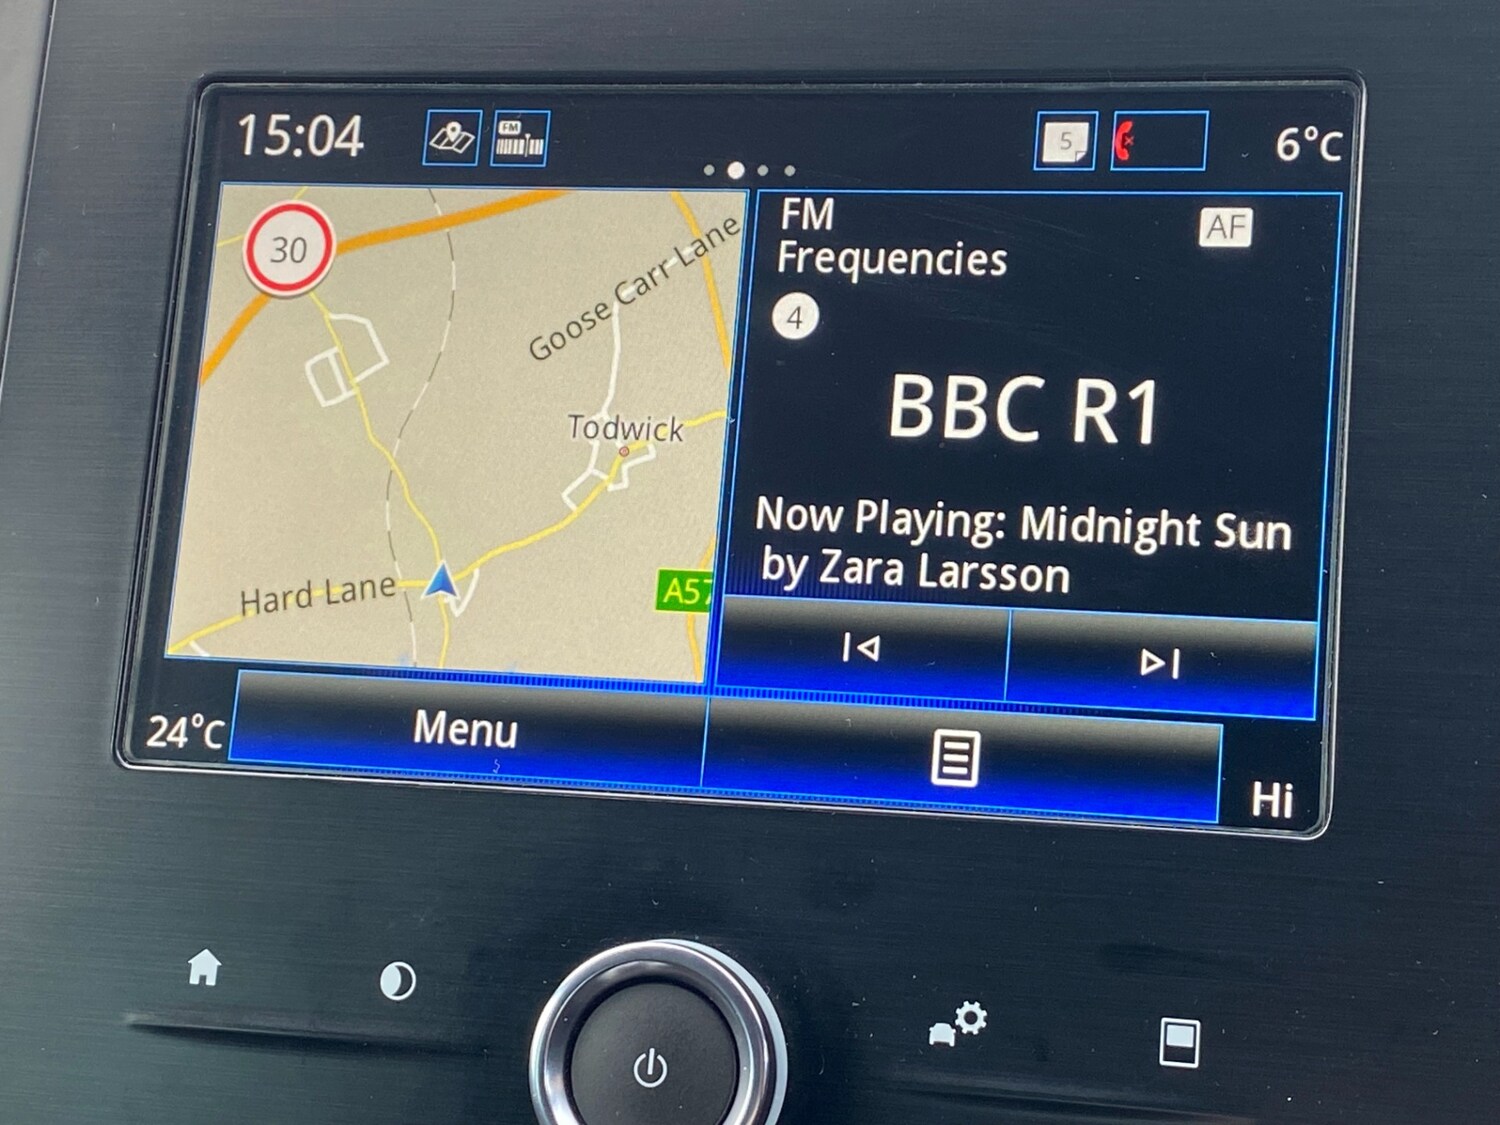 15:04
FM
5
6°C
30
Goose Carr Lane
Todwick
Hard Lane
A57
FM
Frequencies
AF
4
BBC R1
Now Playing: Midnight Sun
by Zara Larsson
24°C
Menu
Hi